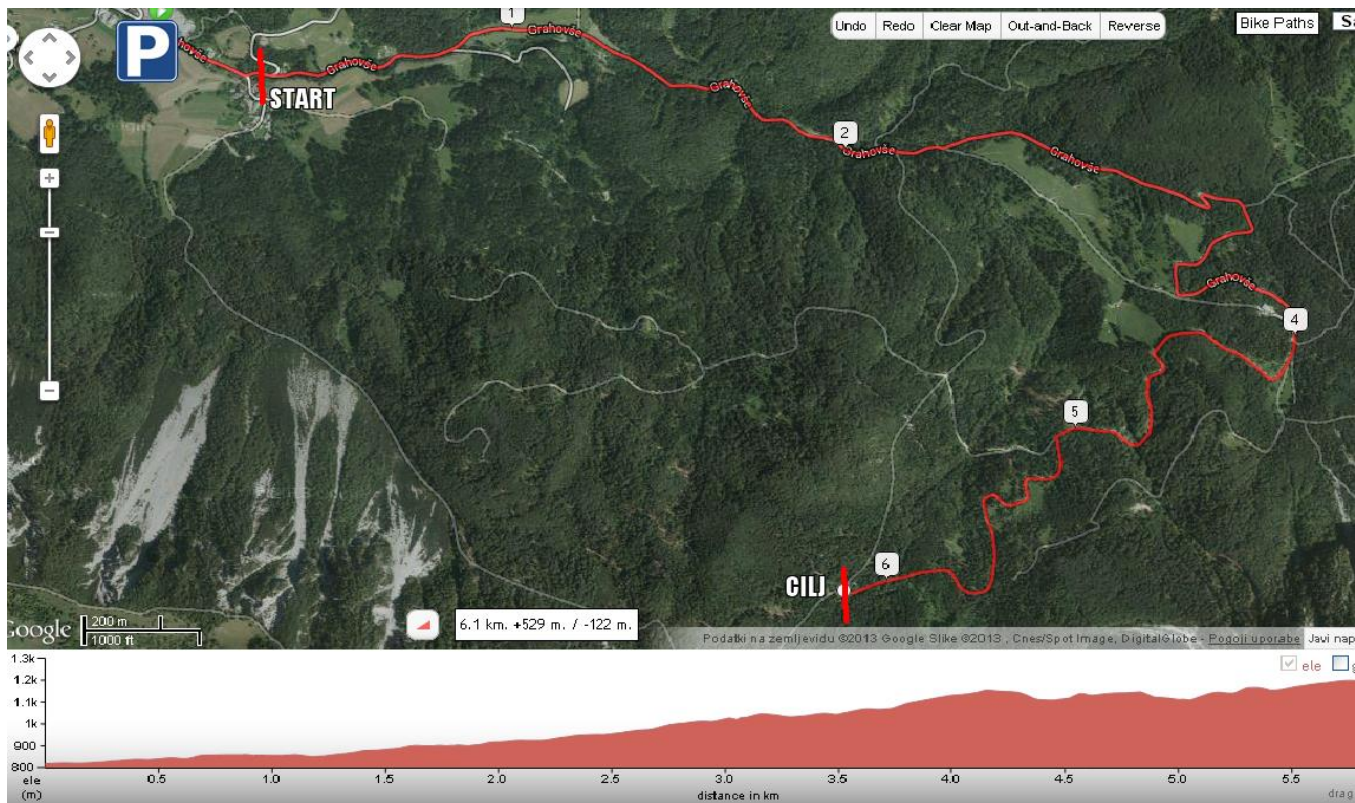 1
Undo Redo Clear Map Out-and-Back Reverse
Bike Paths
P
Grahovše
Grahovše
Grahovše
START
Grahovše
2
Grahovše
Grahovše
Grahovše
4
5
6
CILJ
200 m
1000 ft
Google
6.1 km. +529 m. / -122 m.
Podatki na zemljevidu ©2013 Google Slike ©2013 , Cnes/Spot Image, DigitalGlobe - Pogoji uporabe Javi nap
1.3k
1.2k
1.1k
1k
900
800
ele
(m)
ele
0.5 1.0 1.5 2.0 2.5 3.0 3.5 4.0 4.5 5.0 5.5
distance in km
drag